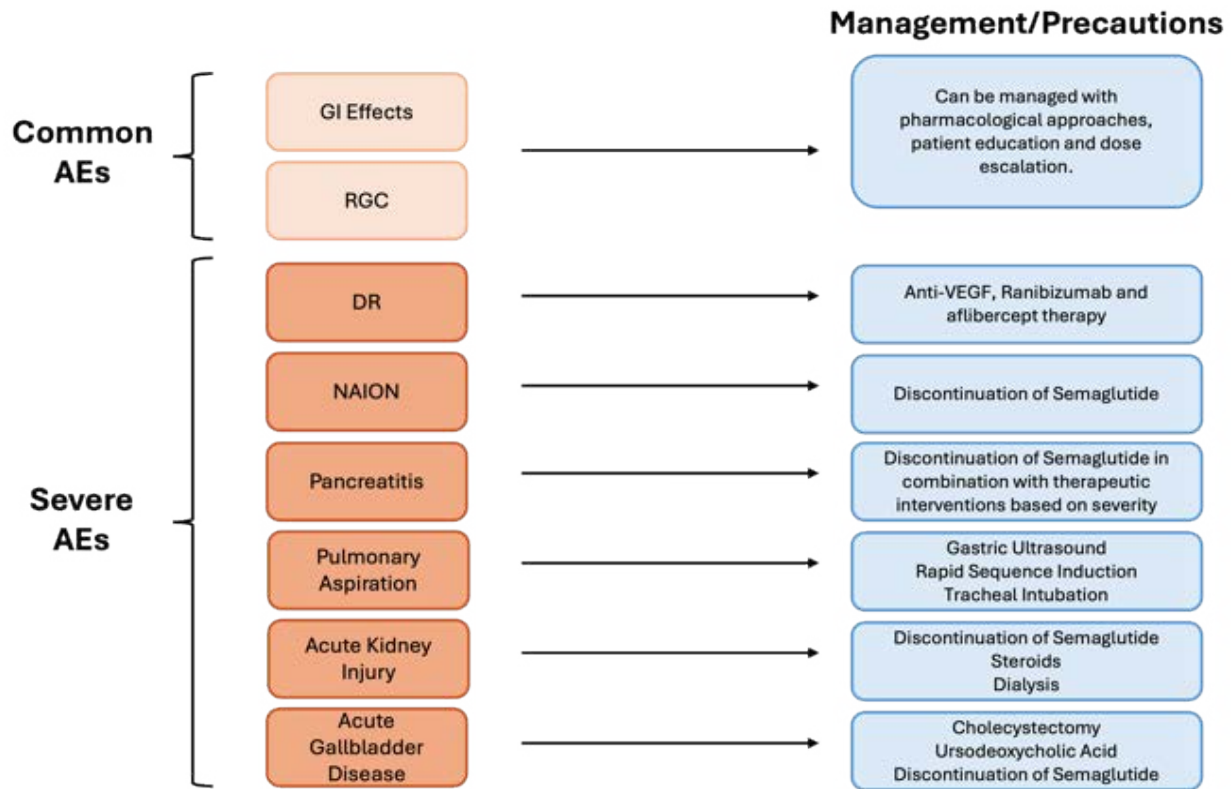 Management/Precautions
Common
AEs
GI Effects
RGC
Can be managed with
pharmacological approaches,
patient education and dose
escalation.
Severe
AEs
DR
Anti-VEGF, Ranibizumab and
aflibercept therapy
NAION
Discontinuation of Semaglutide
Pancreatitis
Discontinuation of Semaglutide in
combination with therapeutic
interventions based on severity
Pulmonary
Aspiration
Gastric Ultrasound
Rapid Sequence Induction
Tracheal Intubation
Acute Kidney
Injury
Discontinuation of Semaglutide
Steroids
Dialysis
Acute
Gallbladder
Disease
Cholecystectomy
Ursodeoxycholic Acid
Discontinuation of Semaglutide